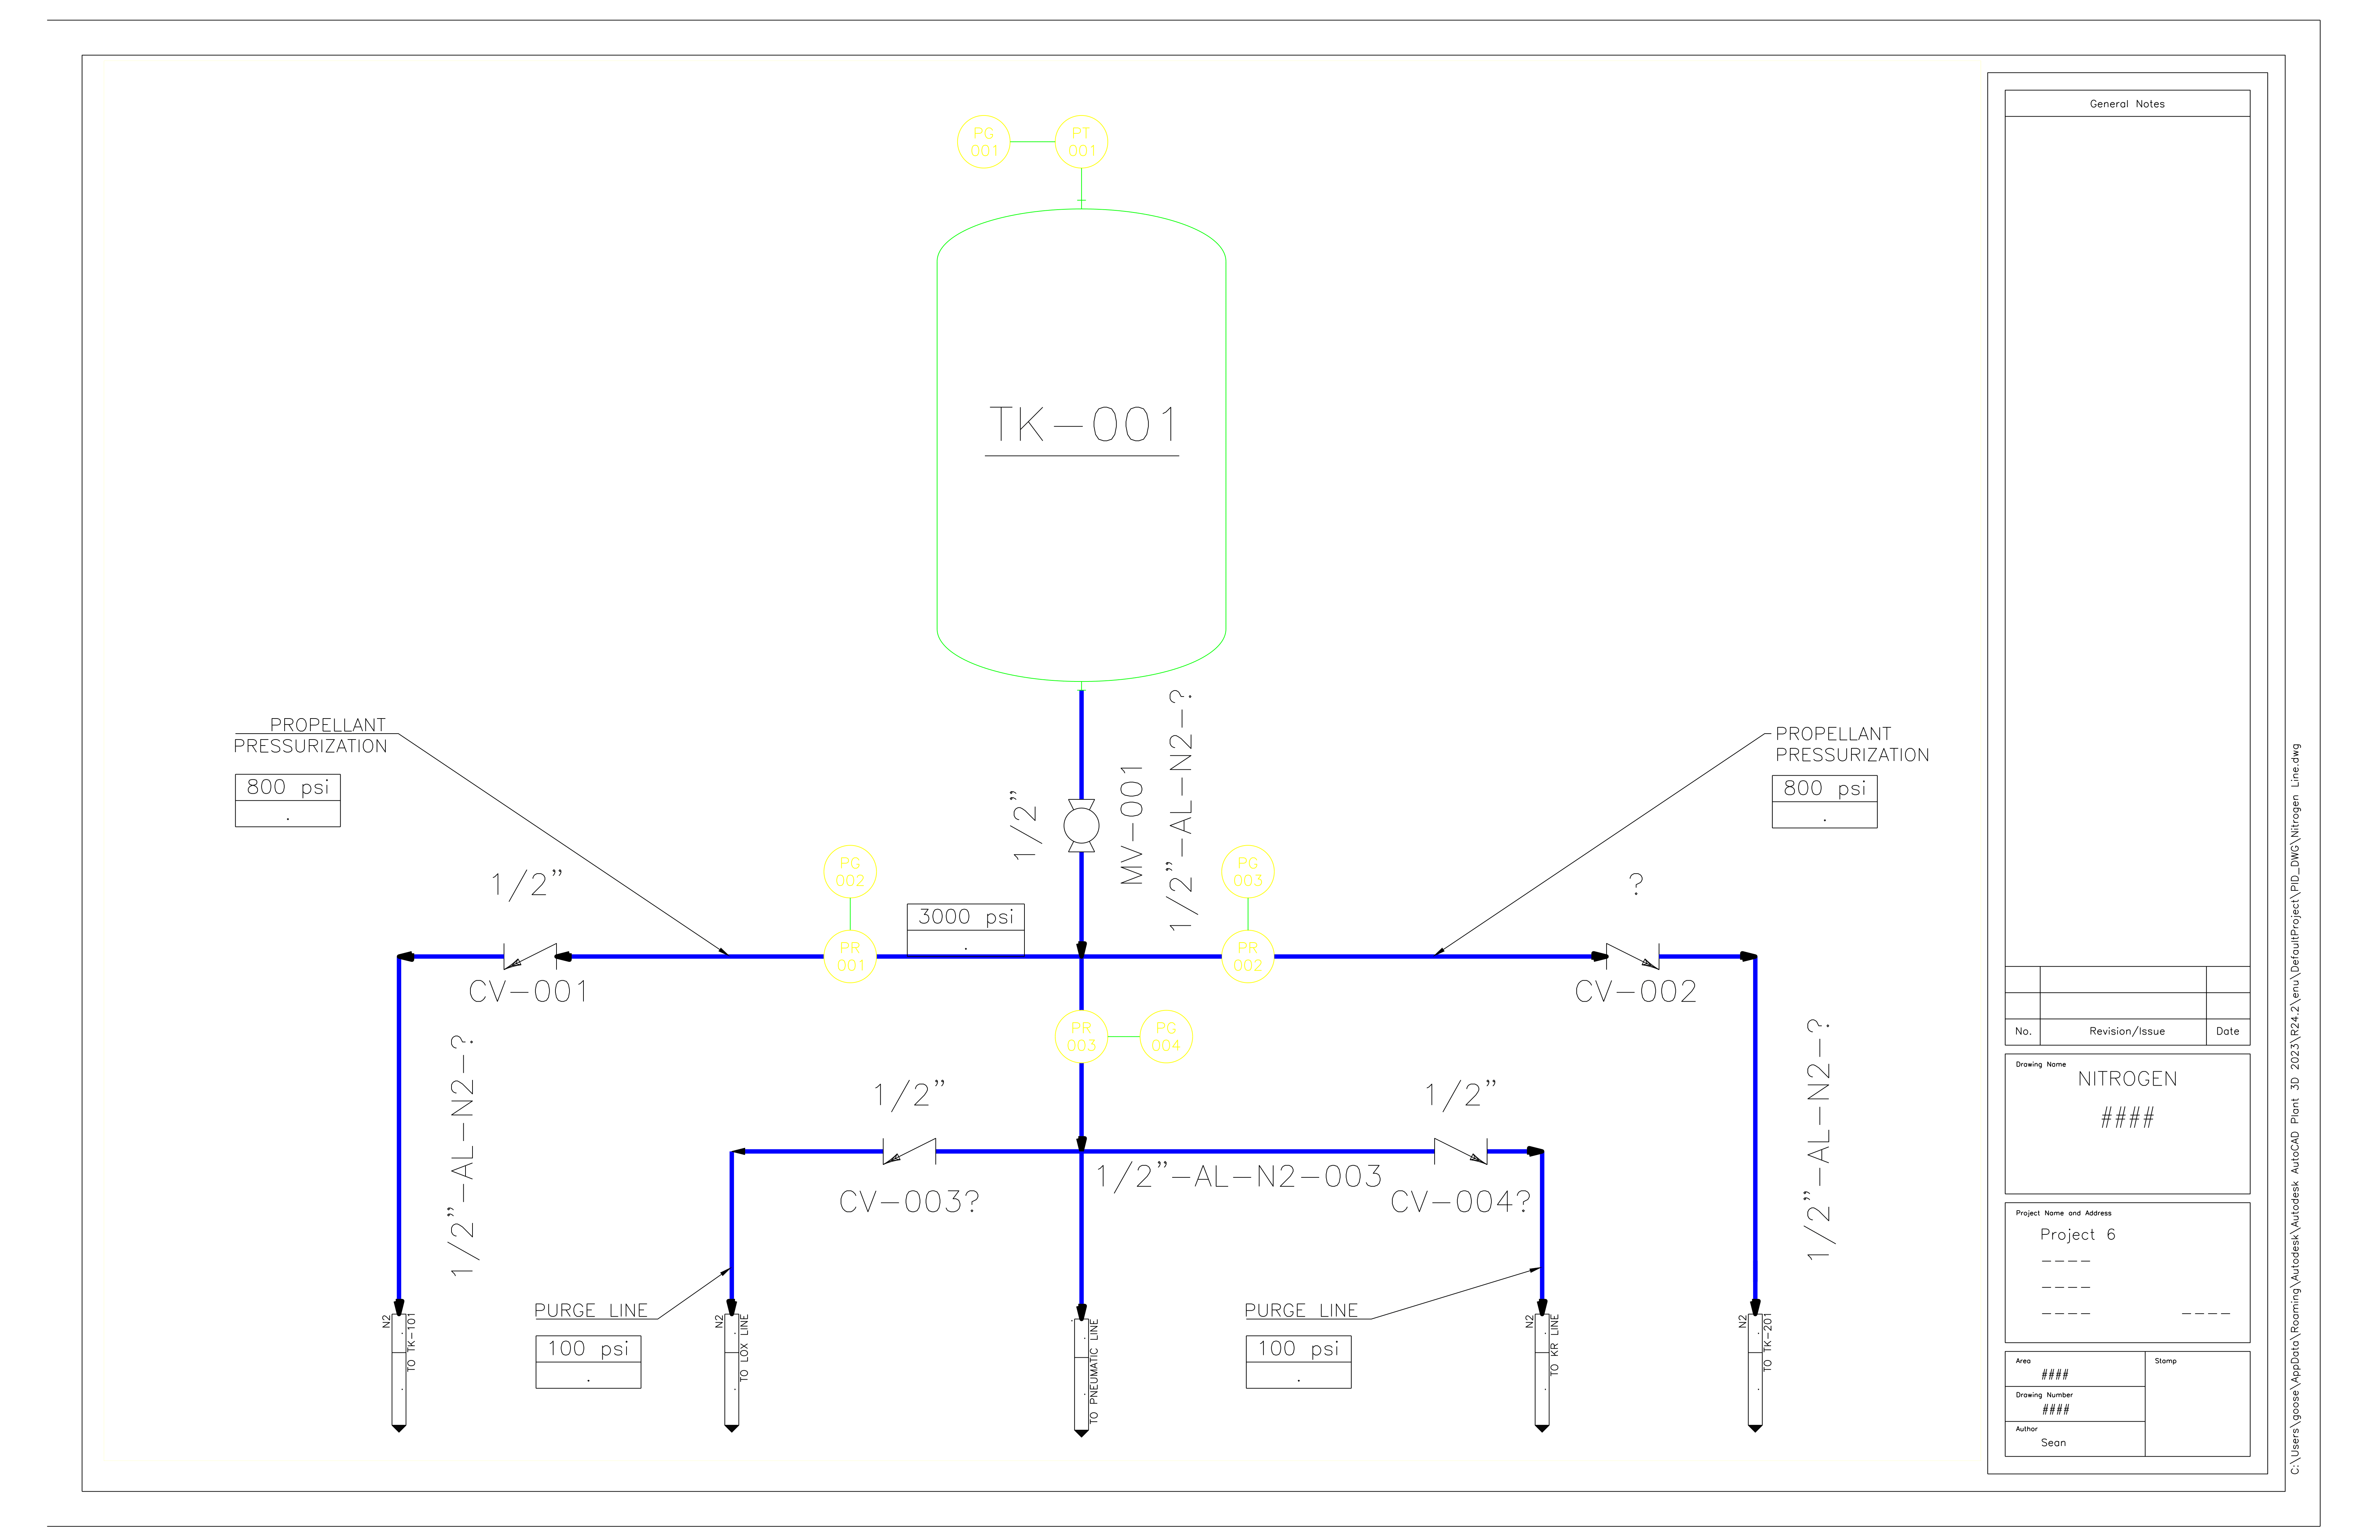 General Notes
PG
001
PT
001
TK-001
PROPELLANT
PRESSURIZATION
800 psi
.
PROPELLANT
PRESSURIZATION
800 psi
.
1/2"
MV-001
1/2"-AL-N2-?
1/2"
PG
002
PR
001
3000 psi
.
PG
003
PR
002
?
CV-001
CV-002
PR
003
PG
004
1/2"-AL-N2-?
1/2"
1/2"
1/2"-AL-N2-003
CV-003?
CV-004?
1/2"-AL-N2-?
PURGE LINE
100 psi
.
PURGE LINE
100 psi
.
N2
TO TK-101
N2
TO LOX LINE
TO PNEUMATIC LINE
N2
TO KR LINE
N2
TO TK-201
No. Revision/Issue Date
Drawing Name
NITROGEN
####
Project Name and Address
Project 6
----
----
---- ----
Area
####
Stamp
Drawing Number
####
Author
Sean
C:\Users\goose\AppData\Roaming\Autodesk\Autodesk AutoCAD Plant 3D 2023\R24.2\enu\DefaultProject\PID_DWG\Nitrogen Line.dwg